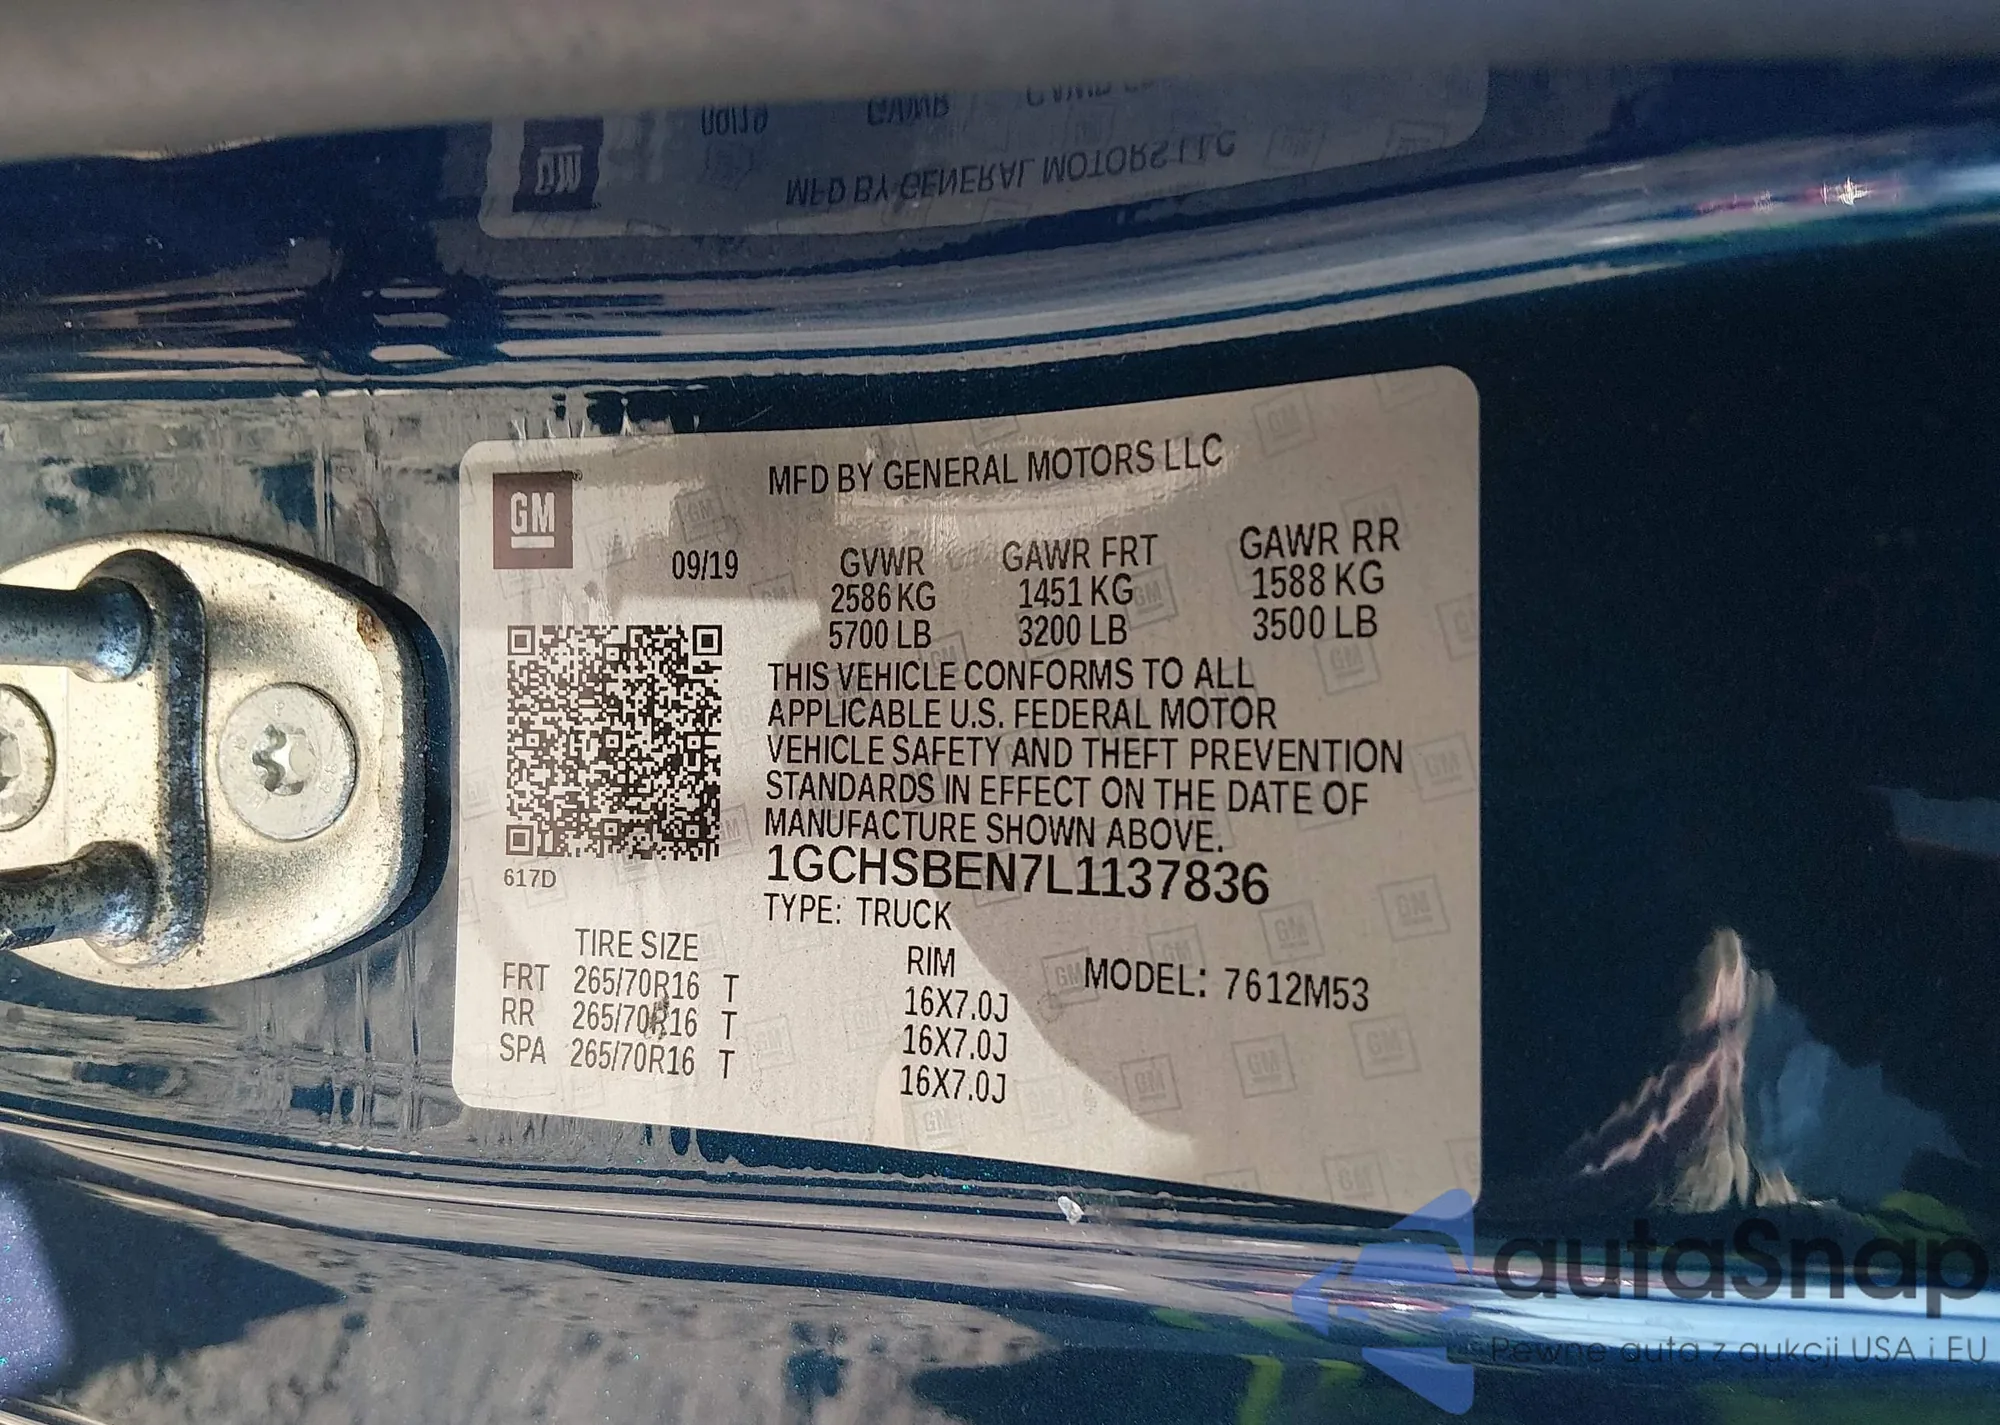 MFD BY GENERAL MOTORS LLC
GM
09/19
GVWR GAWR FRT GAWR RR
2586 KG 1451 KG 1588 KG
5700 LB 3200 LB 3500 LB
THIS VEHICLE CONFORMS TO ALL
APPLICABLE U.S. FEDERAL MOTOR
VEHICLE SAFETY AND THEFT PREVENTION
STANDARDS IN EFFECT ON THE DATE OF
MANUFACTURE SHOWN ABOVE.
617D
1GCHSBEN7L1137836
TYPE: TRUCK
TIRE SIZE RIM
MODEL: 7612M53
FRT 265/70R16 T 16X7.0J
RR 265/70R16 T 16X7.0J
SPA 265/70R16 T 16X7.0J
autaSnap
Pewne auta z aukcji USA i EU